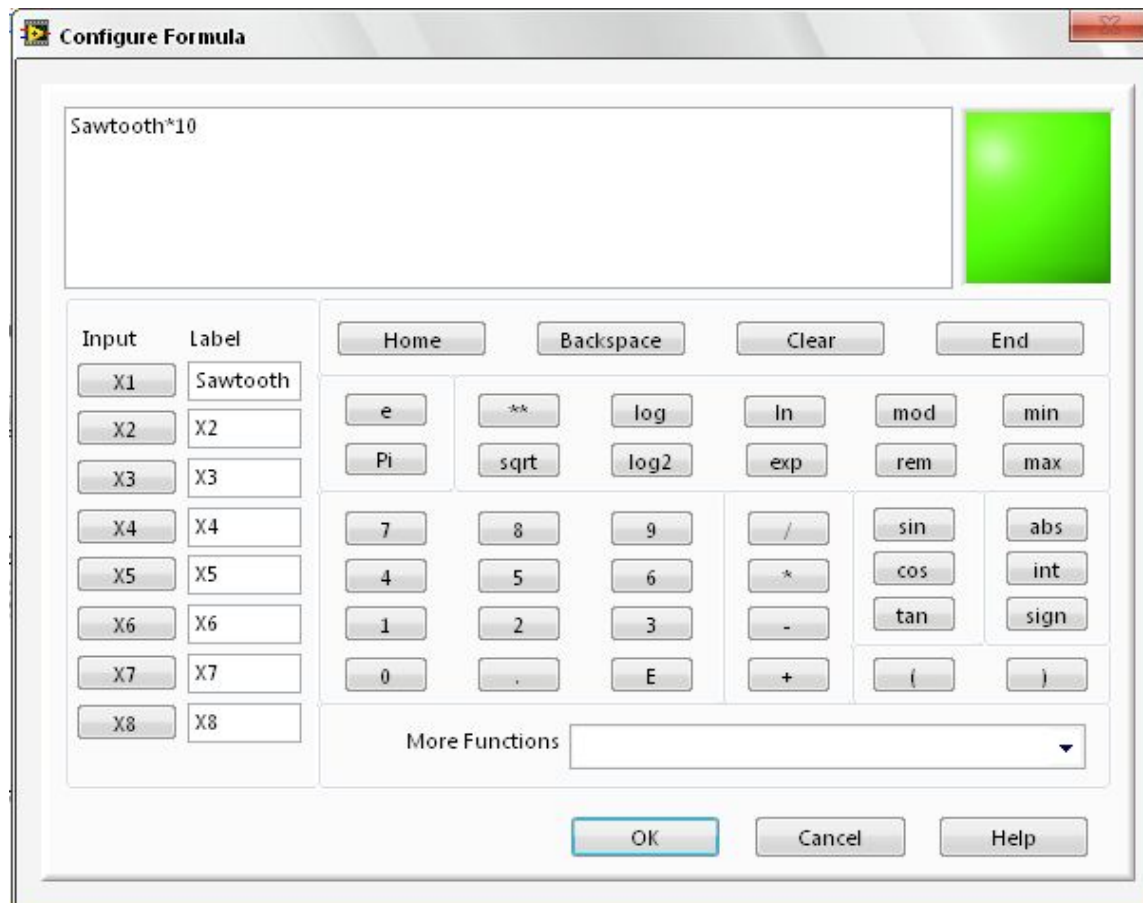 Configure Formula
Sawtooth*10
Input Label
Home Backspace Clear End
X1 Sawtooth
e ** log ln mod min
X2 X2
Pi sqrt log2 exp rem max
X3 X3
X4 X4
7 8 9 / sin abs
X5 X5
4 5 6 * cos int
X6 X6
1 2 3 - tan sign
X7 X7
0 . E + ( )
X8 X8
More Functions
OK Cancel Help